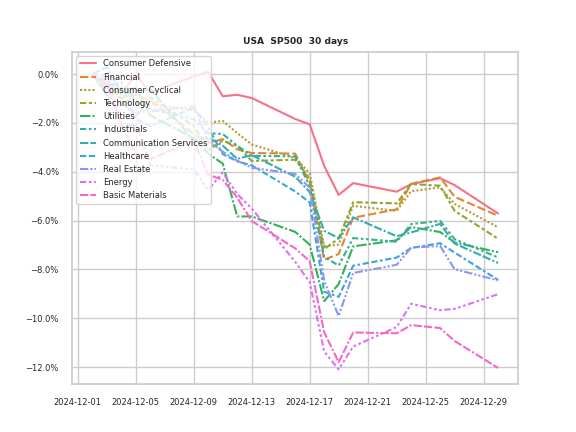 USA  SP500  30 days
0.0%
−2.0%
−4.0%
−6.0%
−8.0%
−10.0%
−12.0%
Consumer Defensive
Financial
Consumer Cyclical
Technology
Utilities
Industrials
Communication Services
Healthcare
Real Estate
Energy
Basic Materials
2024-12-01 2024-12-05 2024-12-09 2024-12-13 2024-12-17 2024-12-21 2024-12-25 2024-12-29